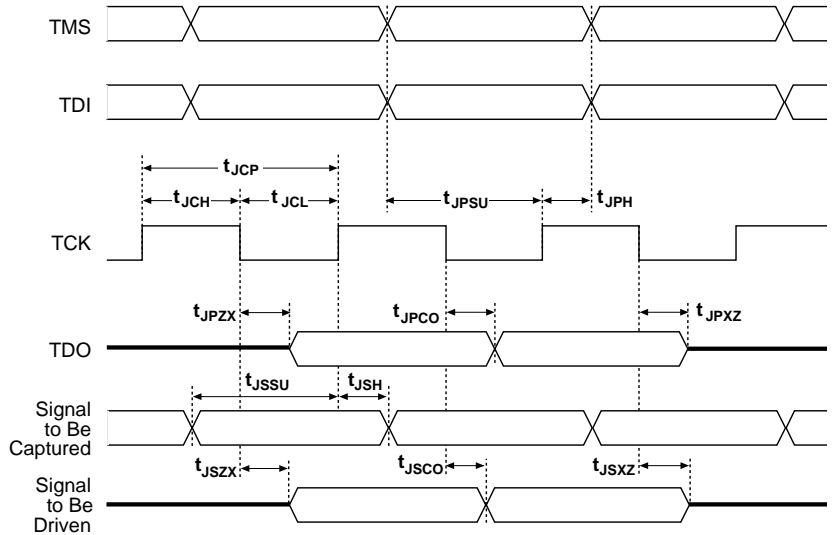 TMS
TDI
tJCP
tJCH
tJCL
tJPSU
tJPH
TCK
tJPZX
tJPCO
tJPXZ
TDO
tJSSU
tJSH
Signal
to Be
Captured
tJSZX
tJSCO
tJSXZ
Signal
to Be
Driven